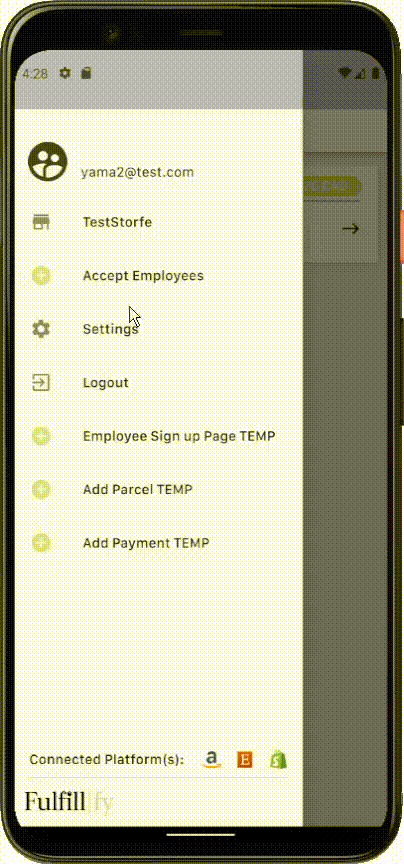 4:28
yama2@test.com
TestStorfe
Accept Employees
Settings
Logout
Employee Sign up Page TEMP
Add Parcel TEMP
Add Payment TEMP
Connected Platform(s):
Fulfillify